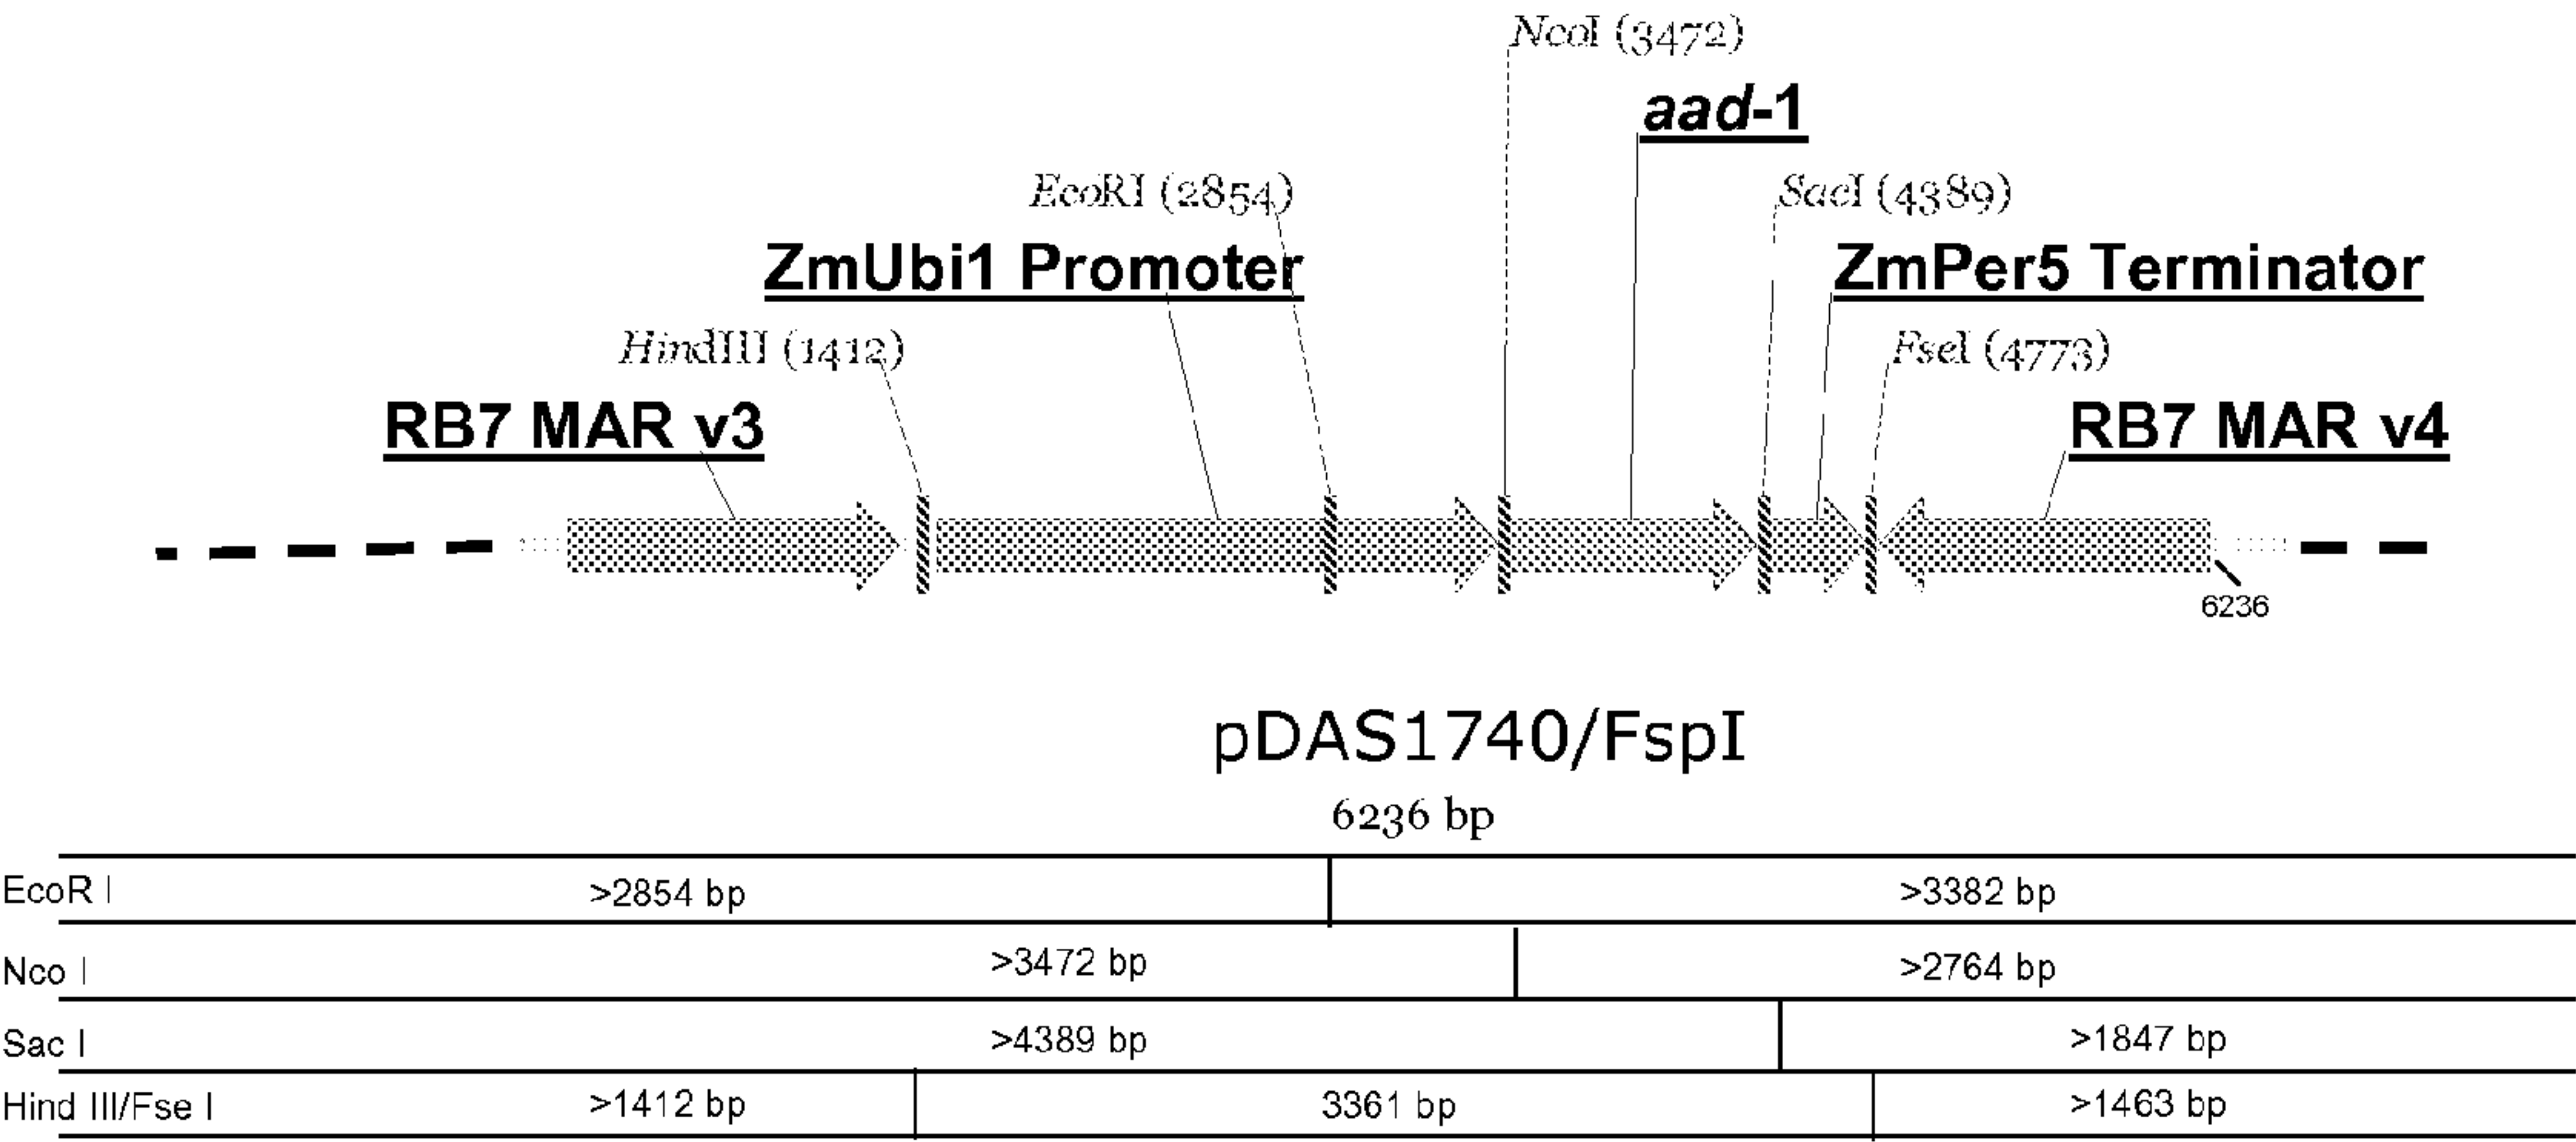 NcoI (3472)
aad-1
EcoRI (2854)
SacI (4389)
ZmUbi1 Promoter
ZmPer5 Terminator
HindIII (1412)
FseI (4773)
RB7 MAR v3
RB7 MAR v4
6236
pDAS1740/FspI
6236 bp
EcoR I >2854 bp >3382 bp
Nco I >3472 bp >2764 bp
Sac I >4389 bp >1847 bp
Hind III/Fse I >1412 bp 3361 bp >1463 bp